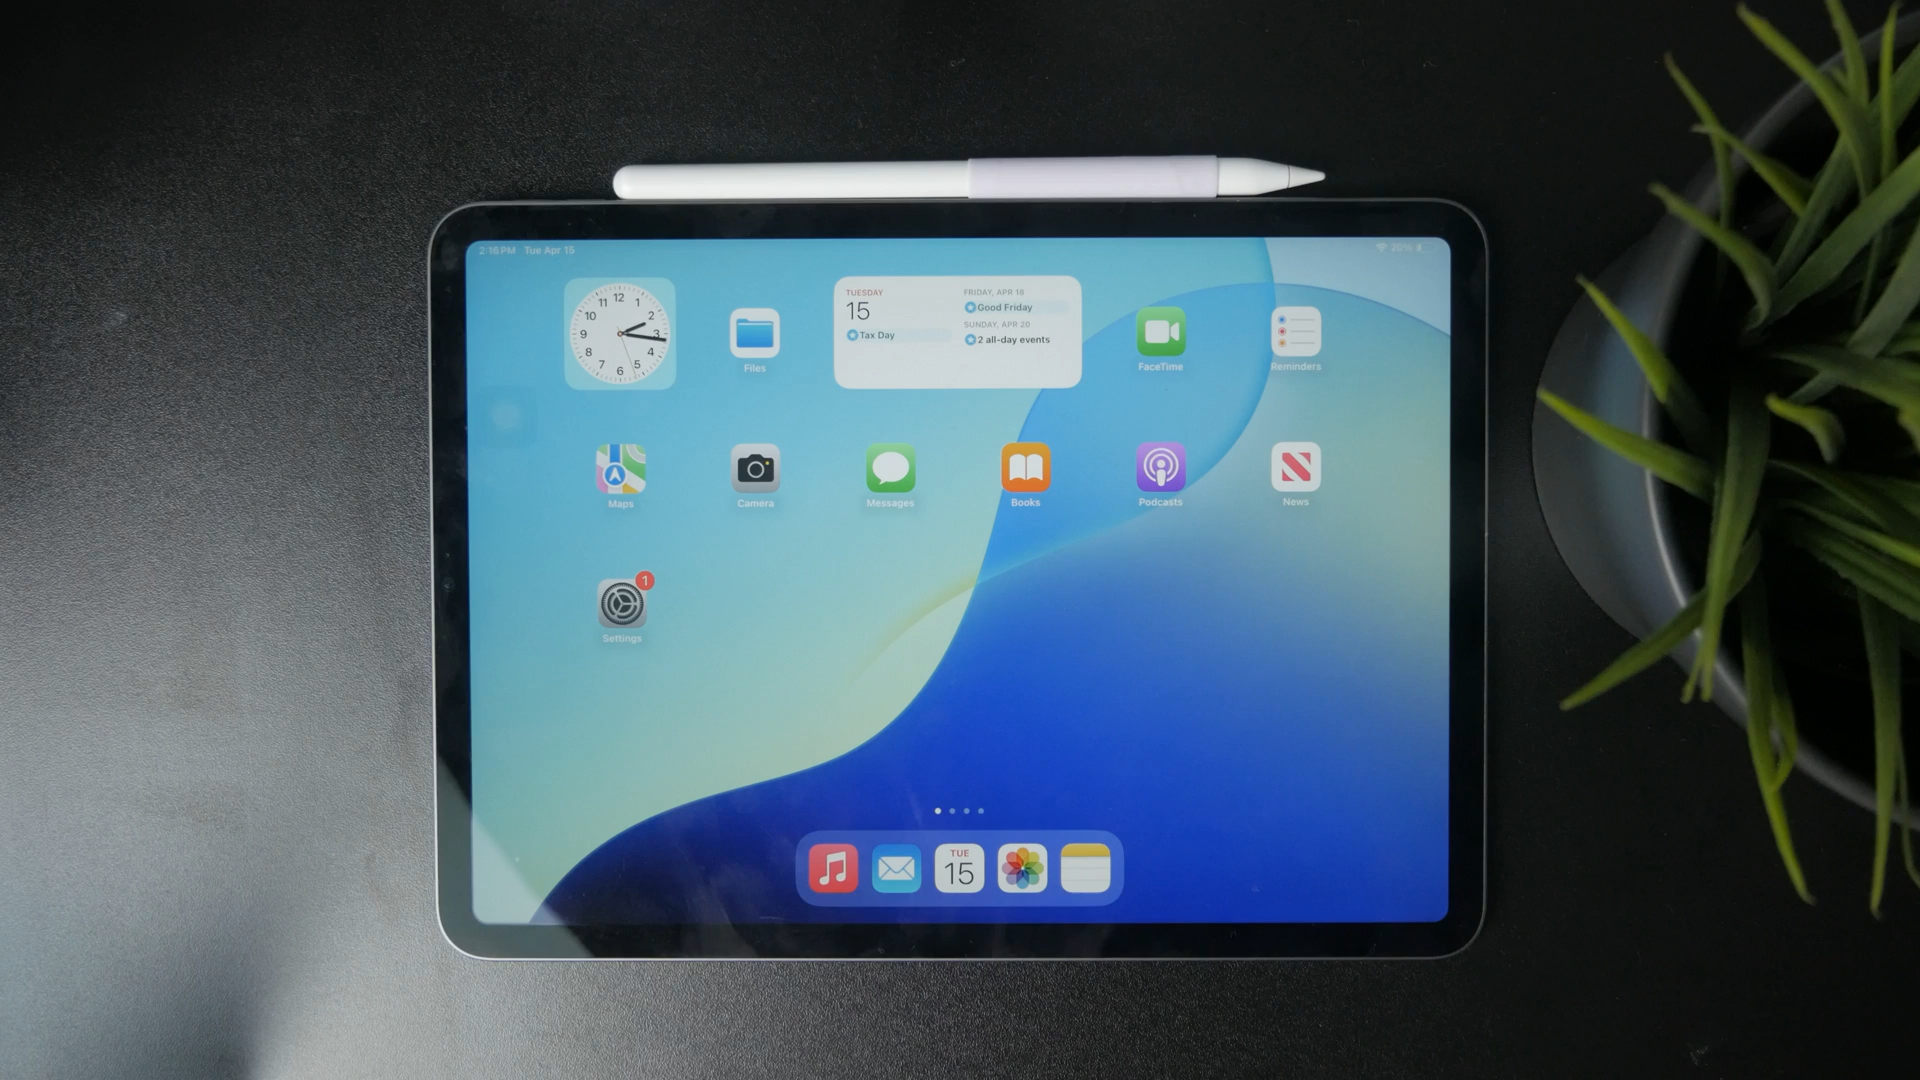 2:16 PM Tue Apr 15
20%
12
11 1
10 2
9 3
8 4
7 5
6
Files
TUESDAY
15
Tax Day
FRIDAY, APR 18
Good Friday
SUNDAY, APR 20
2 all-day events
FaceTime
Reminders
Maps
Camera
Messages
Books
Podcasts
News
1
Settings
TUE
15